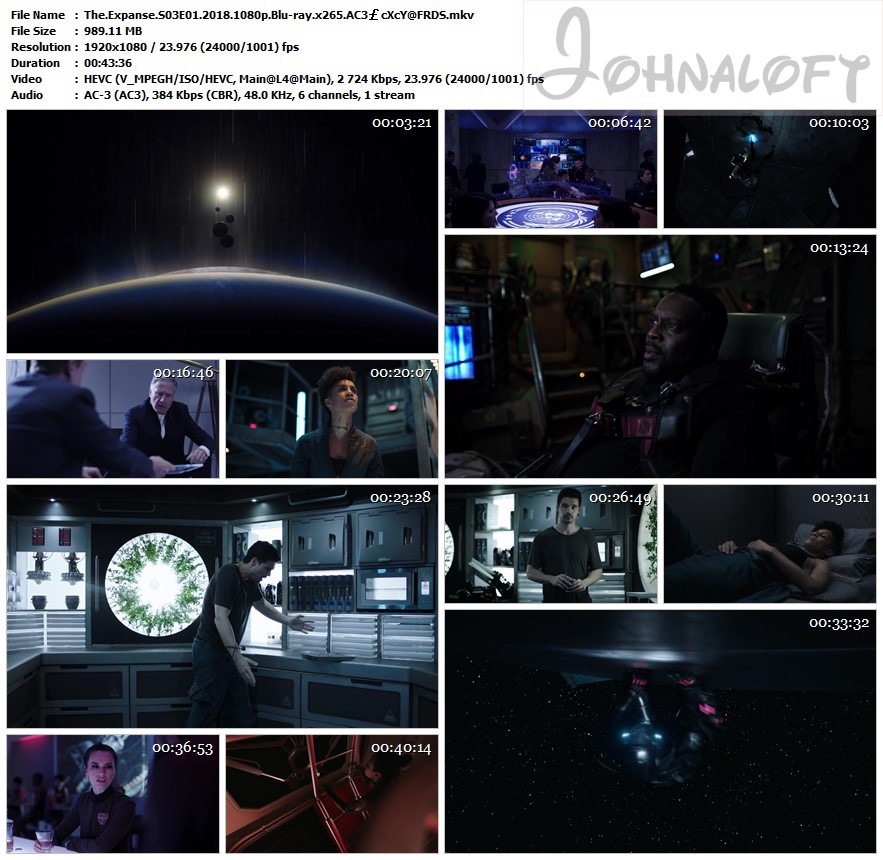 File Name : The.Expanse.S03E01.2018.1080p.Blu-ray.x265.AC3£cXcY@FRDS.mkv
File Size : 989.11 MB
Resolution : 1920x1080 / 23.976 (24000/1001) fps
Duration : 00:43:36
Video : HEVC (V_MPEGH/ISO/HEVC, Main@L4@Main), 2 724 Kbps, 23.976 (24000/1001) fps
Audio : AC-3 (AC3), 384 Kbps (CBR), 48.0 KHz, 6 channels, 1 stream
JOHNALOFT
00:03:21
00:06:42
00:10:03
00:13:24
00:16:46
00:20:07
00:23:28
00:26:49
00:30:11
00:33:32
00:36:53
00:40:14